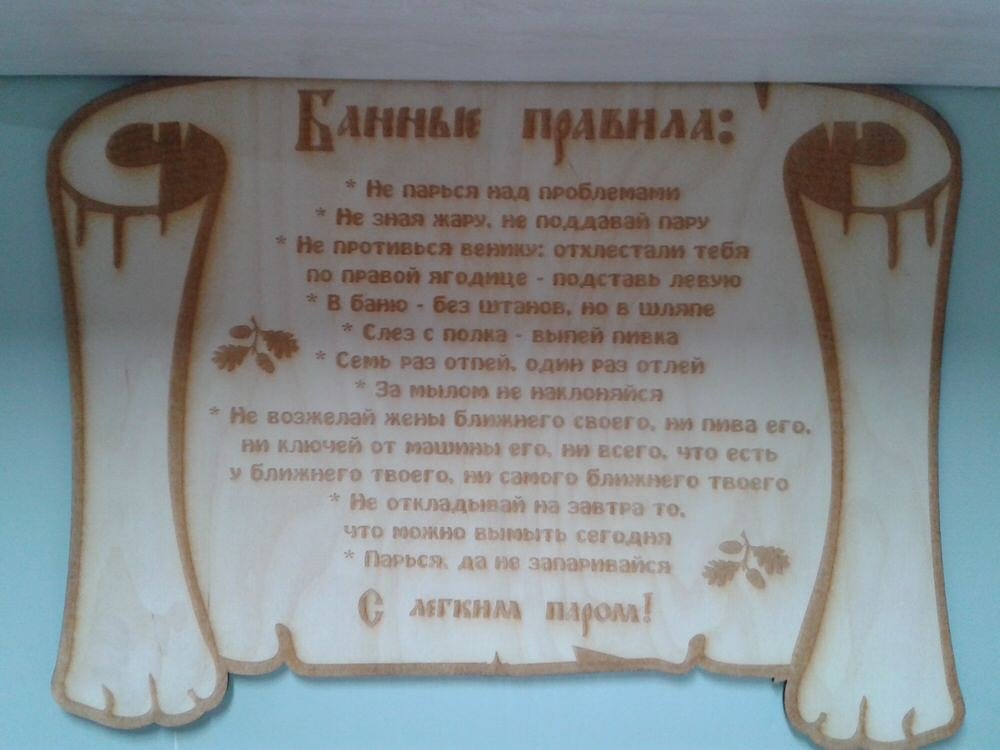 Банные правила:
* Не парься над проблемами
* Не зная жару, не поддавай пару
* Не противься венику: отхлестали тебя
по правой ягодице - подставь левую
* В баню - без штанов, но в шляпе
* Слез с полка - выпей пивка
* Семь раз отпей, один раз отлей
* За мылом не наклоняйся
* Не возжелай жены ближнего своего, ни пива его,
ни ключей от машины его, ни всего, что есть
у ближнего твоего, ни самого ближнего твоего
* Не откладывай на завтра то,
что можно вымыть сегодня
* Парься, да не запаривайся
С легким паром!